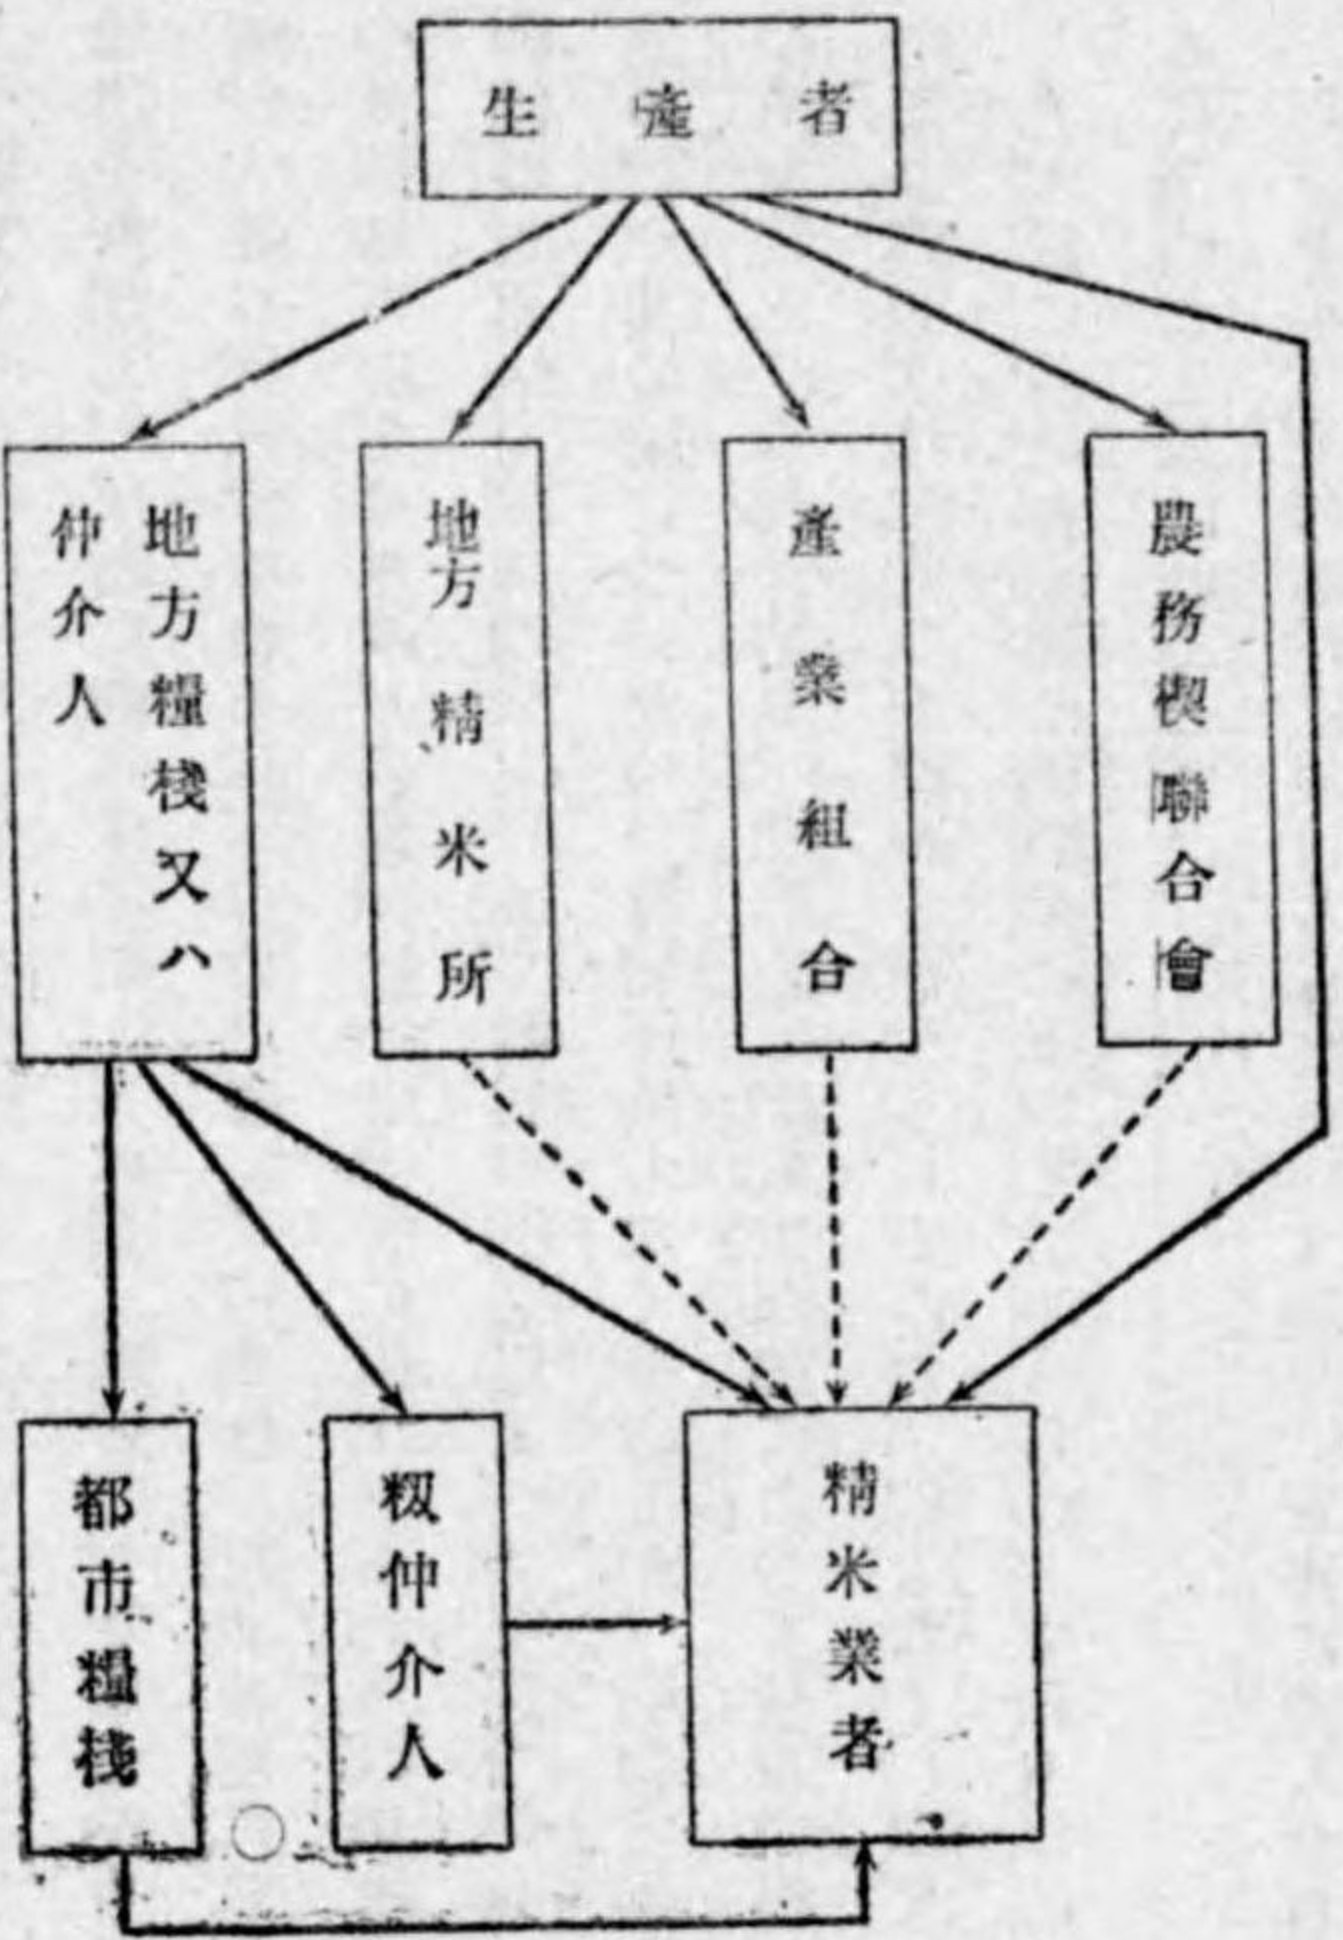 生產者
農務楔聯合會
產業組合
地方精米所
地方糧棧又ハ
仲介人
精米業者
籾仲介人
都市糧棧